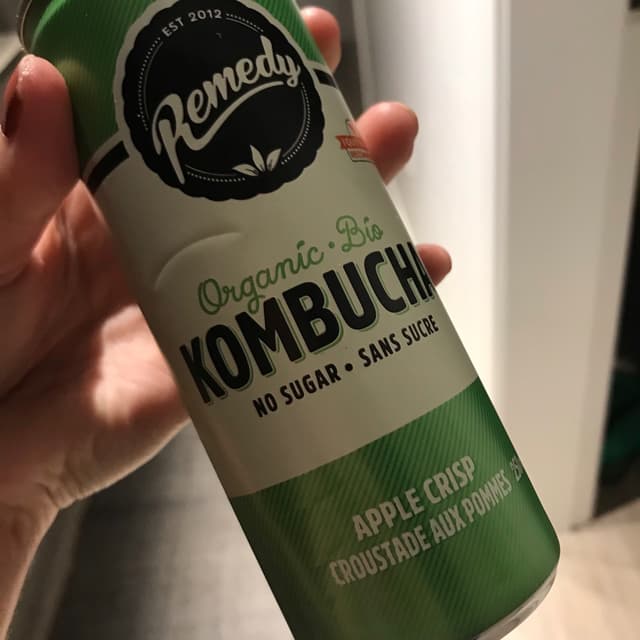 EST 2012
Remedy
Organic • Bio
KOMBUCHA
NO SUGAR • SANS SUCRE
APPLE CRISP
CROUSTADE AUX POMMES